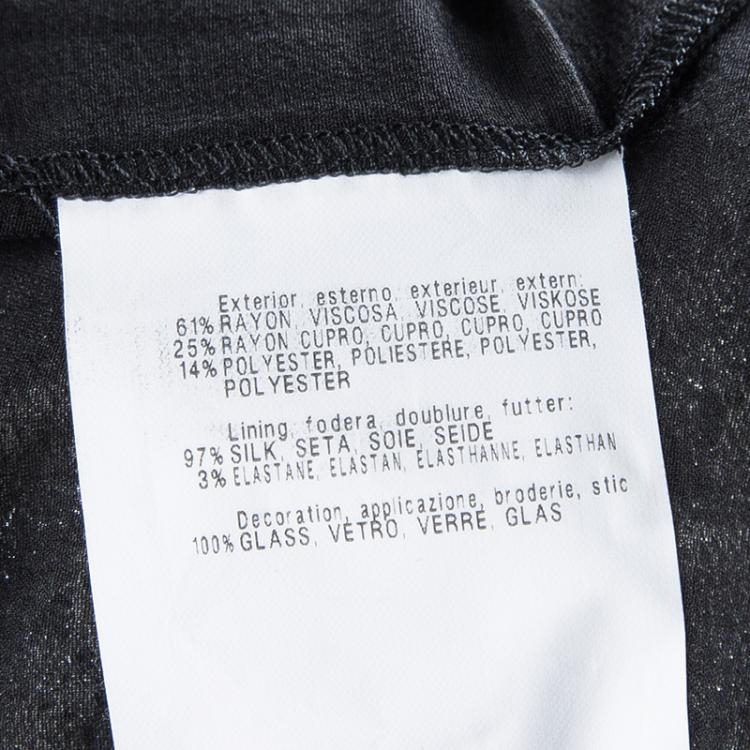 Exterior, esterno, exterieur, extern:
61% RAYON, VISCOSA, VISCOSE, VISKOSE
25% RAYON CUPRO, CUPRO, CUPRO, CUPRO
14% POLYESTER, POLIESTERE, POLYESTER,
POLYESTER
Lining, fodera, doublure, futter:
97% SILK, SETA, SOIE, SEIDE
3% ELASTANE, ELASTAN, ELASTHANNE, ELASTHAN
Decoration, applicazione, broderie, stic
100% GLASS, VETRO, VERRE, GLAS